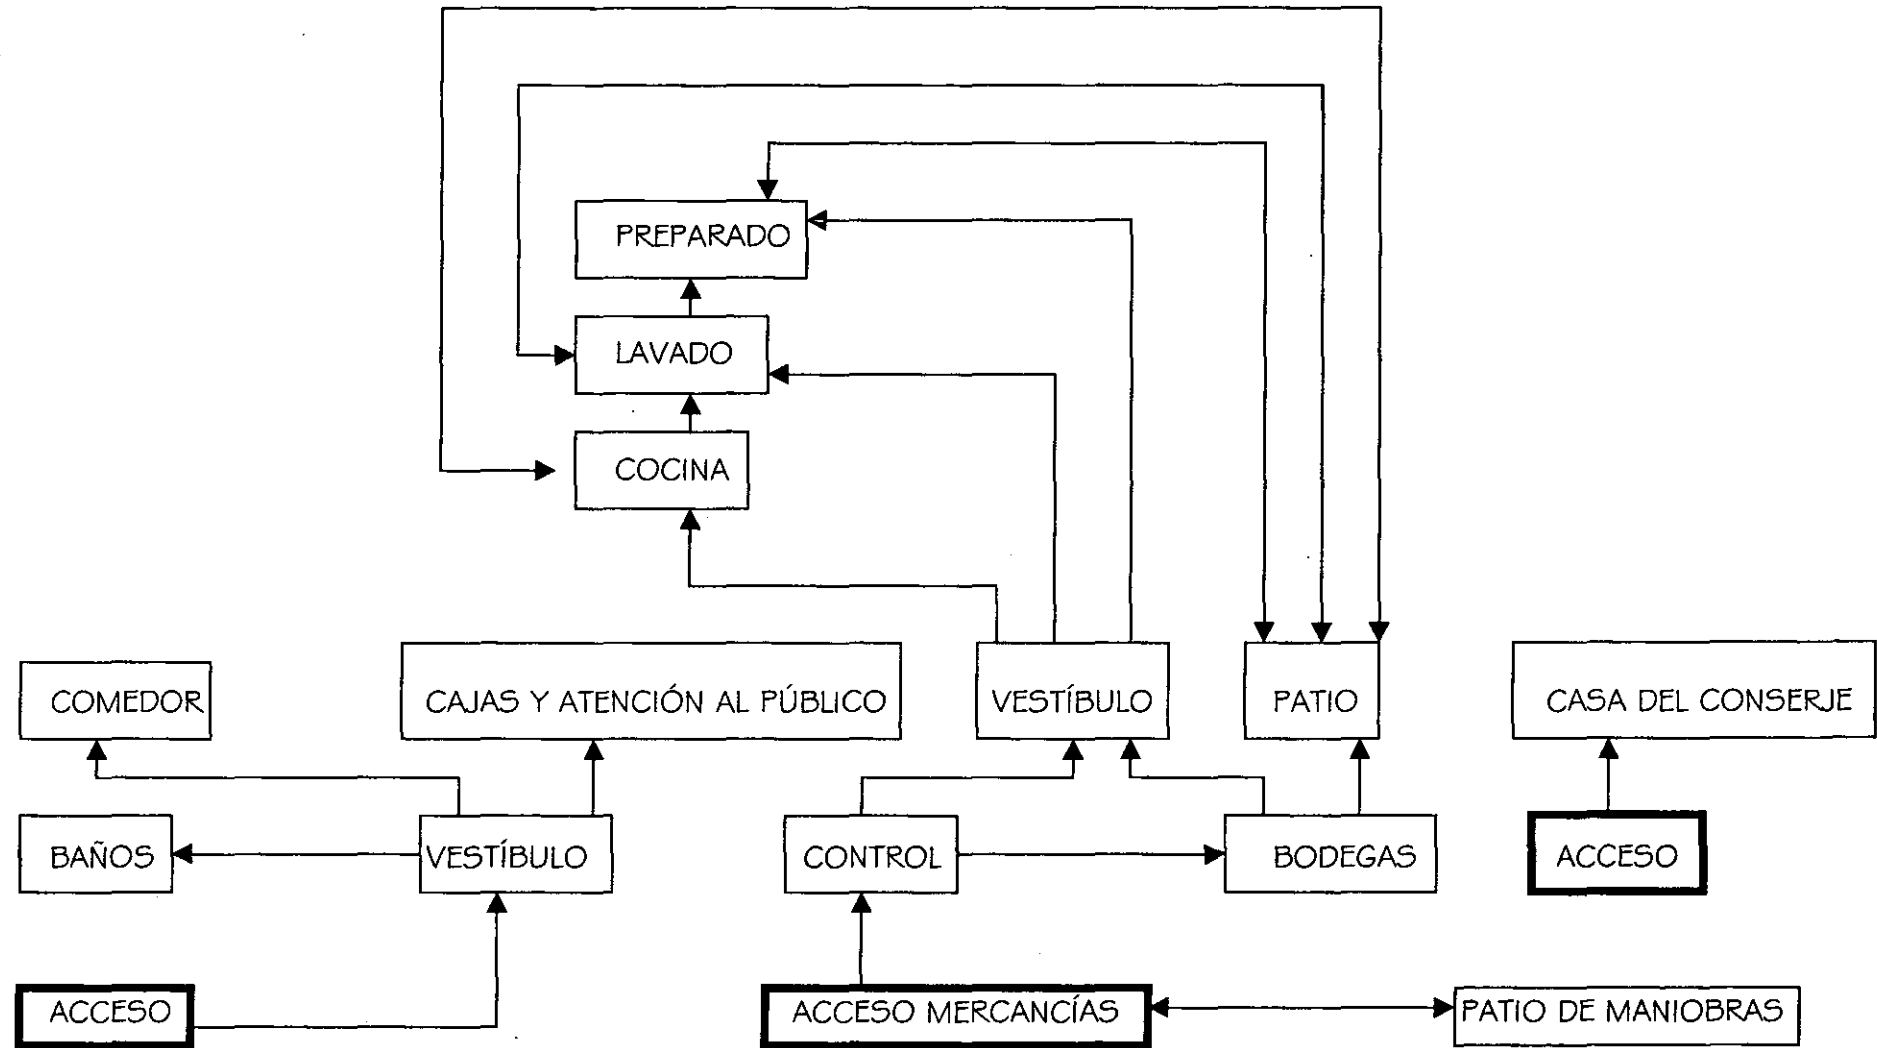 PREPARADO
LAVADO
COCINA
COMEDOR
CAJAS Y ATENCIÓN AL PÚBLICO
VESTÍBULO
PATIO
CASA DEL CONSERJE
BAÑOS
VESTÍBULO
CONTROL
BODEGAS
ACCESO
ACCESO
ACCESO MERCANCÍAS
PATIO DE MANIOBRAS